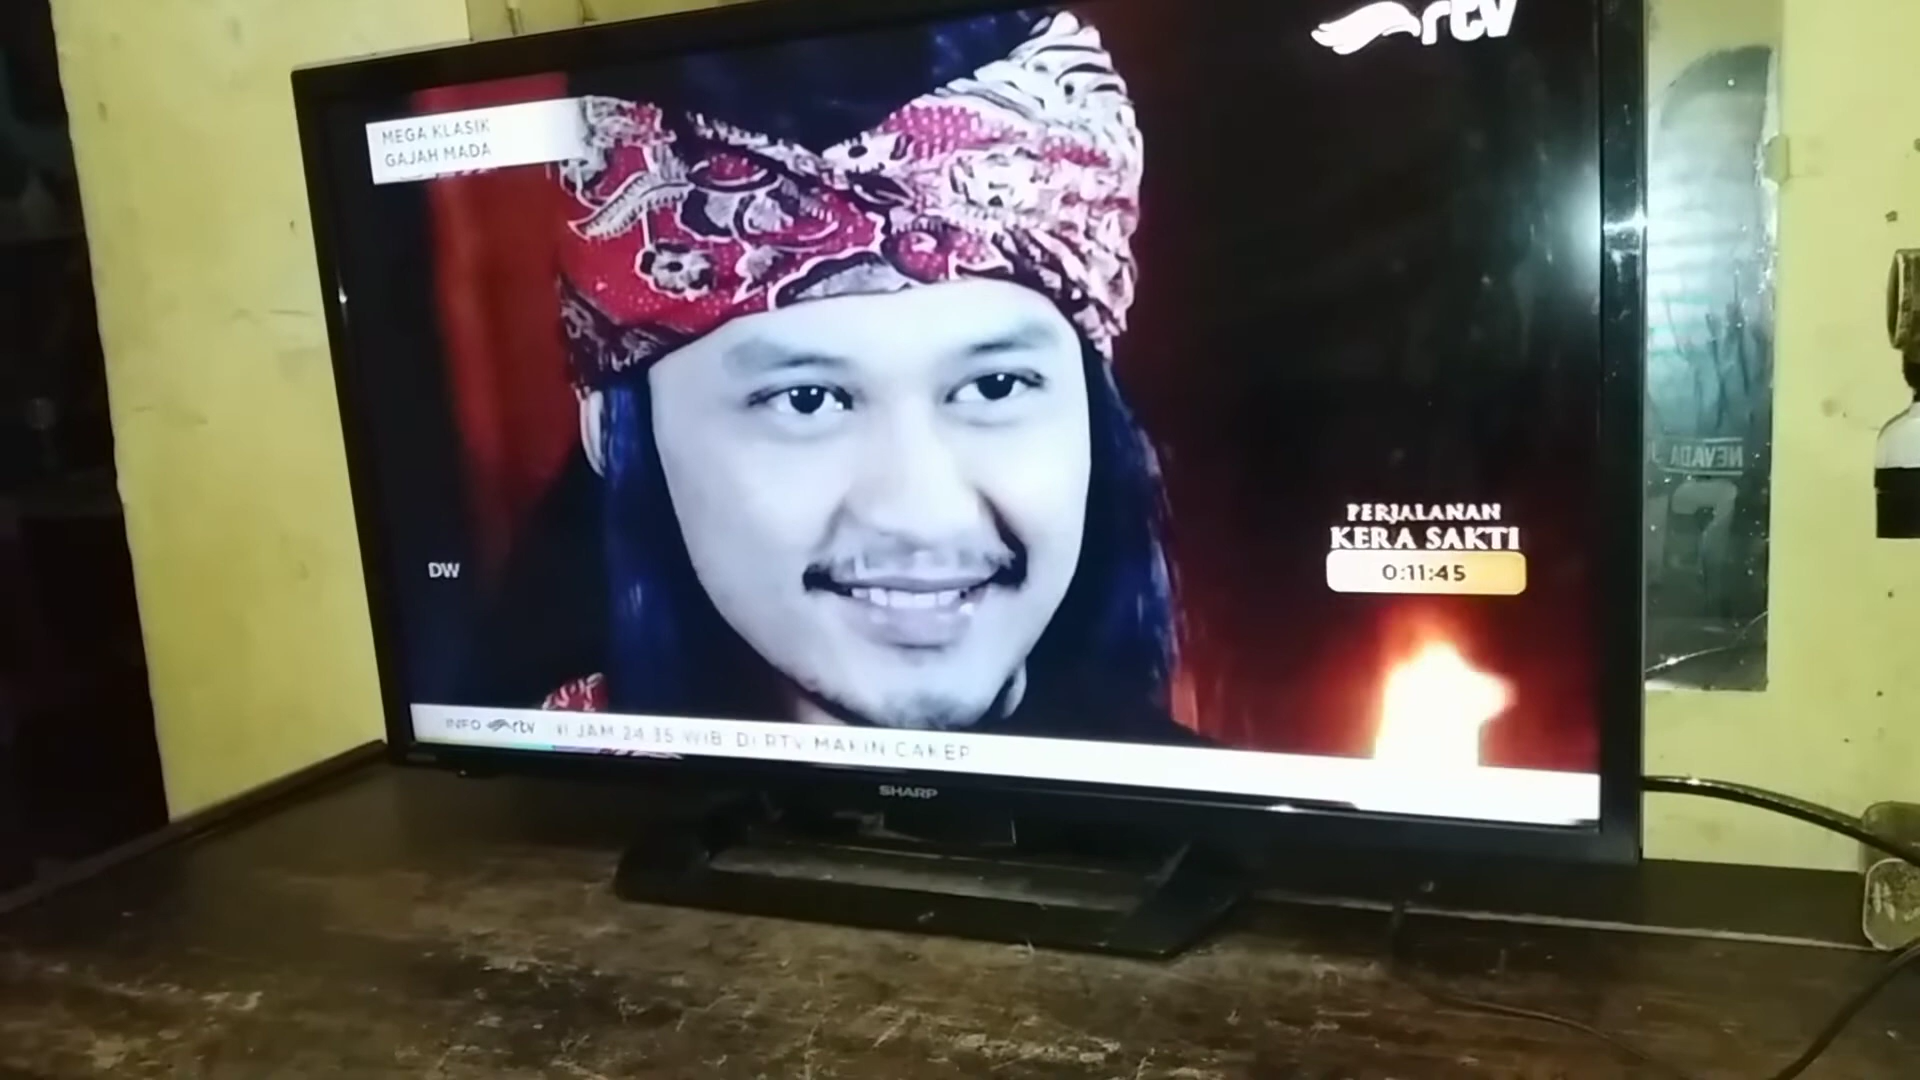 rtv
MEGA KLASIK
GAJAH MADA
PERJALANAN
KERA SAKTI
0:11:45
DW
INFO rtv NI JAM 24.35 WIB DI RTV MAKIN CAKEP
SHARP
NEVADA